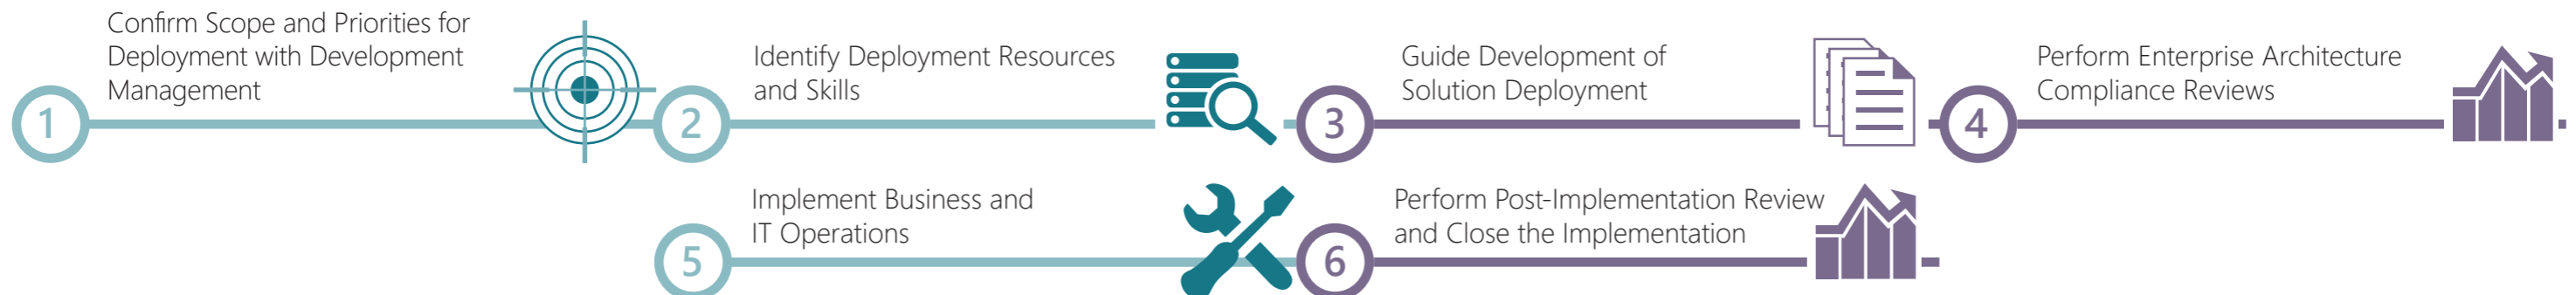 1
Confirm Scope and Priorities for
Deployment with Development
Management
2
Identify Deployment Resources
and Skills
3
Guide Development of
Solution Deployment
4
Perform Enterprise Architecture
Compliance Reviews
5
Implement Business and
IT Operations
6
Perform Post-Implementation Review
and Close the Implementation